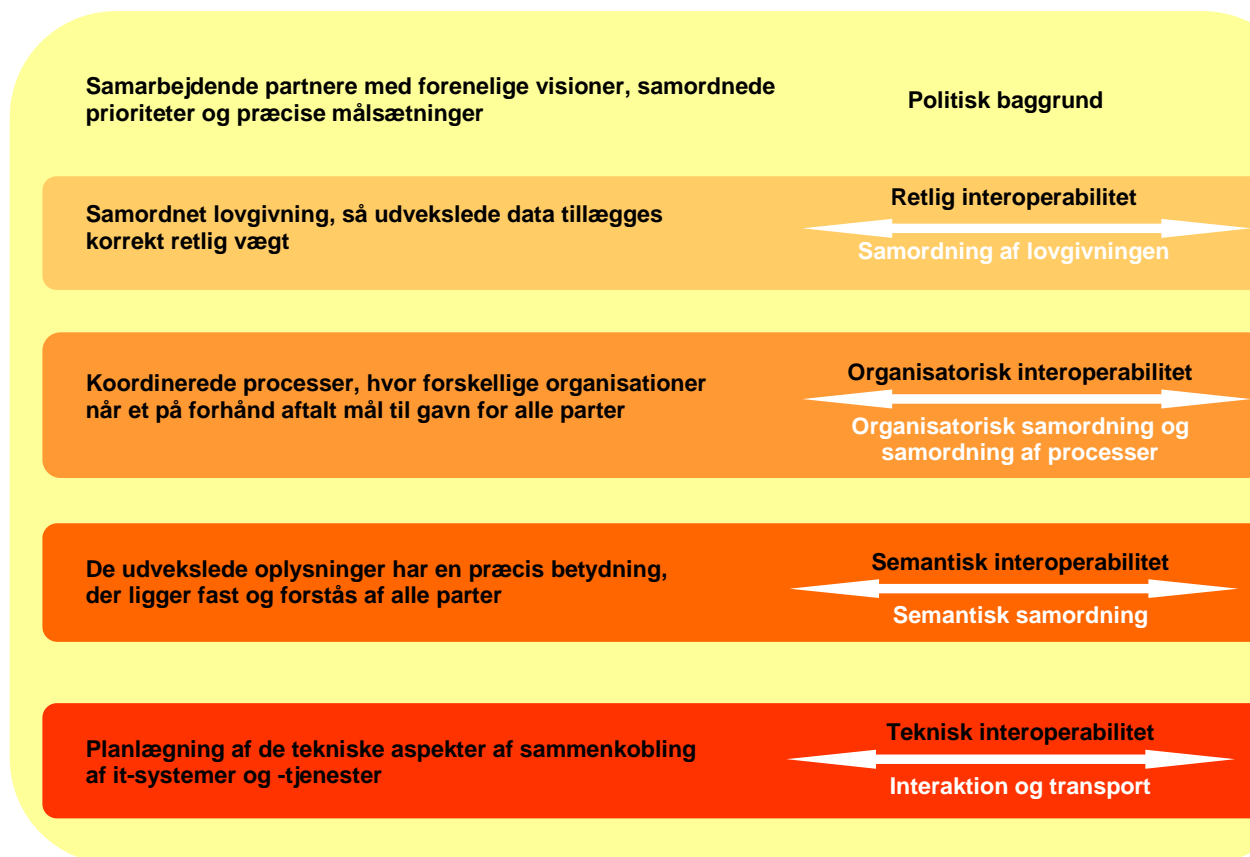 Samarbejdende partnere med forenelige visioner, samordnede
prioriteter og præcise målsætninger
Politisk baggrund
Samordnet lovgivning, så udvekslede data tillægges
korrekt retlig vægt
Retlig interoperabilitet
Samordning af lovgivningen
Koordinerede processer, hvor forskellige organisationer
når et på forhånd aftalt mål til gavn for alle parter
Organisatorisk interoperabilitet
Organisatorisk samordning og
samordning af processer
De udvekslede oplysninger har en præcis betydning,
der ligger fast og forstås af alle parter
Semantisk interoperabilitet
Semantisk samordning
Planlægning af de tekniske aspekter af sammenkobling
af it-systemer og -tjenester
Teknisk interoperabilitet
Interaktion og transport